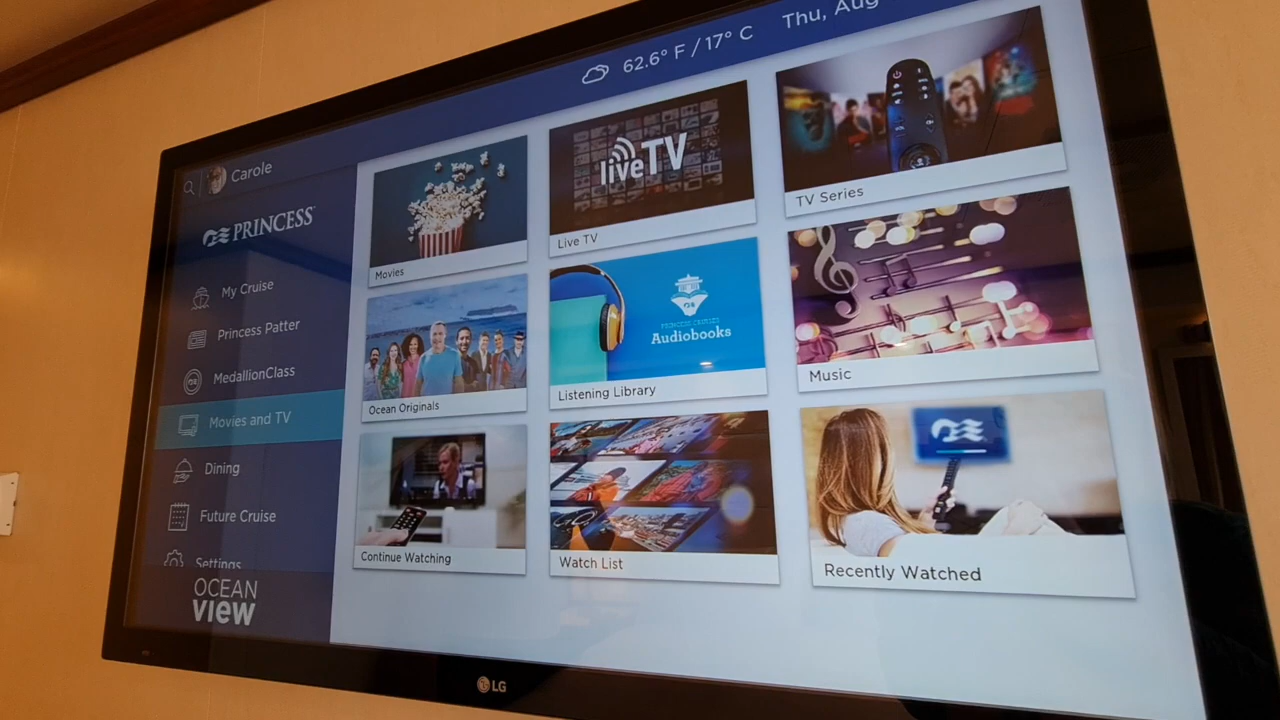 62.6° F / 17° C
Thu, Aug
Carole
PRINCESS
My Cruise
Princess Patter
MedallionClass
Movies and TV
Dining
Future Cruise
Settings
OCEAN
view
Movies
liveTV
Live TV
TV Series
Ocean Originals
PRINCESS CRUISES
Audiobooks
Listening Library
Music
Continue Watching
Watch List
Recently Watched
LG